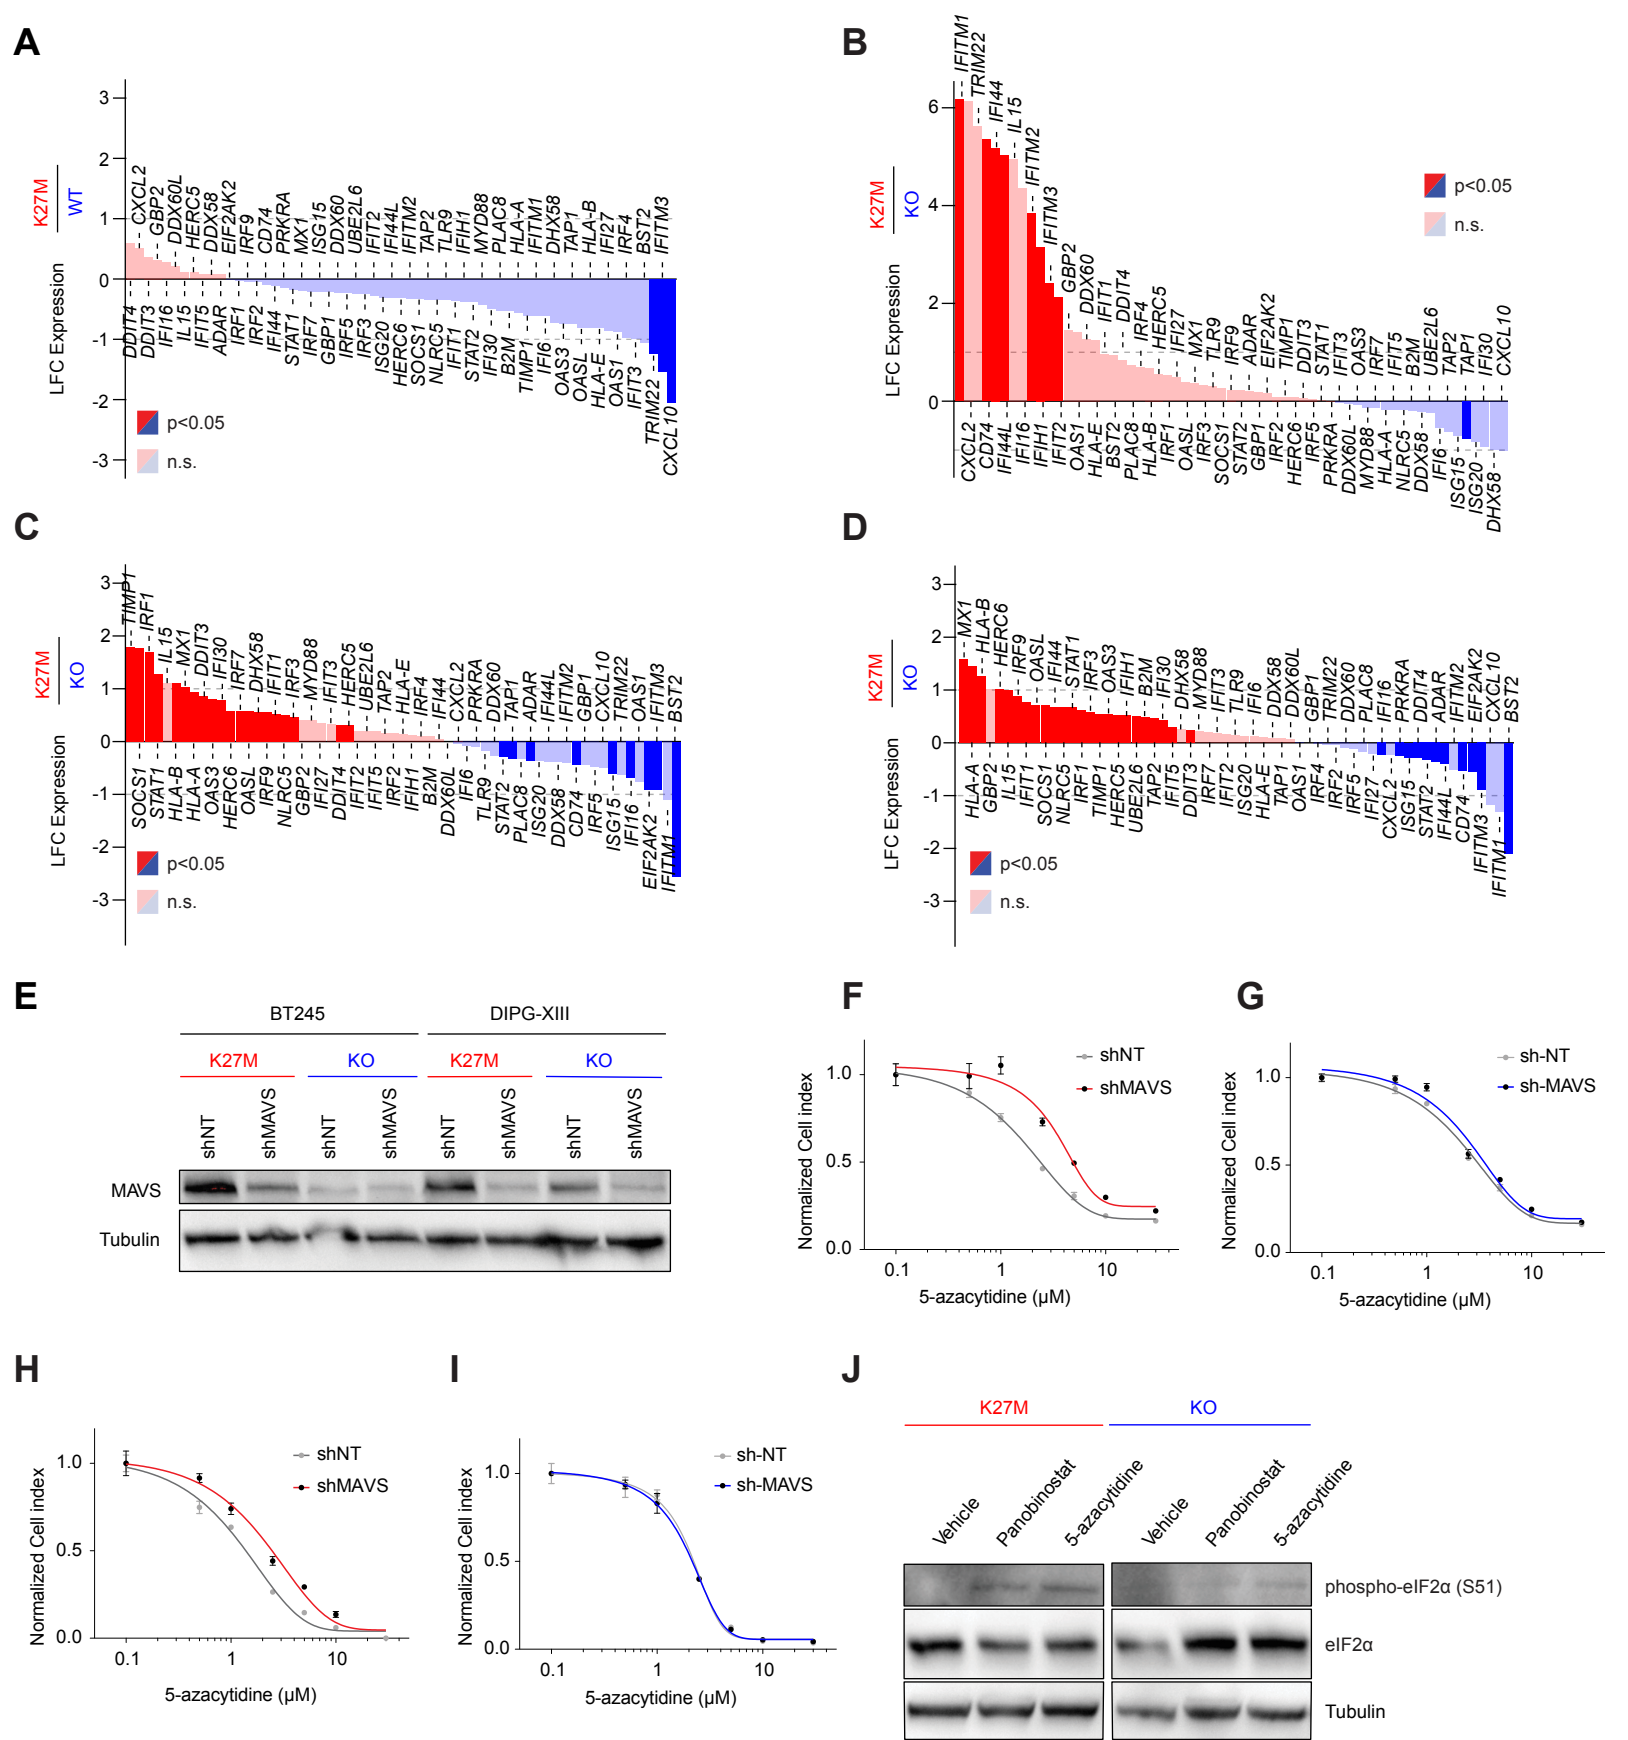 A
3
2
1
0
-1
-2
-3
K27M
WT
LFC Expression
CXCL2 GBP2 DDX60L HERC5 DDX58 EIF2AK2 IRF9 CD74 PRKRA MX1 ISG15 DDX60 UBE2L6 IFIT2 IFI44L IFITM2 TAP2 TLR9 IFIH1 MYD88 PLAC8 HLA-A IFITM1 DHX58 TAP1 HLA-B IFI27 IRF4 BST2 IFITM3
DDIT4 DDIT3 IFI16 IL15 IFIT5 ADAR IRF1 IRF2 IFI44 STAT1 IRF7 GBP1 IRF5 IRF3 ISG20 HERC6 SOCS1 NLRC5 IFIT1 STAT2 IFI30 B2M TIMP1 IFI6 OAS3 OASL HLA-E OAS1 IFIT3 TRIM22 CXCL10
p<0.05
n.s.
B
6
4
2
0
K27M
KO
LFC Expression
IFITM1 TRIM22 IFI44 IL15 IFITM2 IFITM3 GBP2 DDX60 IFIT1 DDIT4 IRF4 HERC5 IFI27 MX1 TLR9 IRF9 ADAR EIF2AK2 TIMP1 DDIT3 STAT1 IFIT3 OAS3 IRF7 IFIT5 B2M UBE2L6 TAP2 TAP1 IFI30 CXCL10
CXCL2 CD74 IFI44L IFI16 IFIH1 IFIT2 OAS1 HLA-E BST2 PLAC8 HLA-B IRF1 OASL IRF3 SOCS1 STAT2 GBP1 IRF2 HERC6 IRF5 PRKRA DDX60L MYD88 HLA-A NLRC5 DDX58 IFI6 ISG15 ISG20 DHX58
p<0.05
n.s.
C
3
2
1
0
-1
-2
-3
K27M
KO
LFC Expression
TIMP1 IRF1 IL15 MX1 DDIT3 IFI30 IRF7 DHX58 IFIT1 IRF3 MYD88 IFIT3 HERC5 UBE2L6 TAP2 HLA-E IRF4 IFI44 CXCL2 PRKRA DDX60 TAP1 ADAR IFI44L IFITM2 GBP1 CXCL10 TRIM22 OAS1 IFITM3 BST2
SOCS1 STAT1 HLA-B HLA-A OAS3 HERC6 OASL IRF9 NLRC5 GBP2 IFI27 DDIT4 IFIT2 IFIT5 IRF2 IFIH1 B2M DDX60L IFI6 TLR9 STAT2 PLAC8 ISG20 DDX58 CD74 IRF5 ISG15 IFI16 EIF2AK2 IFITM1
p<0.05
n.s.
D
3
2
1
0
-1
-2
-3
K27M
KO
LFC Expression
MX1 HLA-B HERC6 IRF9 OASL IFI44 STAT1 IRF3 OAS3 IFIH1 B2M IFI30 DHX58 MYD88 IFIT3 TLR9 IFI6 DDX58 DDX60L GBP1 TRIM22 DDX60 PLAC8 IFI16 PRKRA DDIT4 ADAR IFITM2 EIF2AK2 CXCL10 BST2
HLA-A GBP2 IL15 IFIT1 SOCS1 NLRC5 IRF1 TIMP1 HERC5 UBE2L6 TAP2 IFIT5 DDIT3 IRF7 IFIT2 ISG20 HLA-E TAP1 OAS1 IRF4 IRF2 IRF5 IFI27 CXCL2 ISG15 STAT2 IFI44L CD74 IFITM3 IFITM1
p<0.05
n.s.
E
BT245 DIPG-XIII
K27M KO K27M KO
shNT shMAVS shNT shMAVS shNT shMAVS shNT shMAVS
MAVS
Tubulin
F
Normalized Cell index
1.0
0.5
0.0
0.1 1 10
5-azacytidine (µM)
shNT
shMAVS
G
Normalized Cell index
1.0
0.5
0.0
0.1 1 10
5-azacytidine (µM)
sh-NT
sh-MAVS
H
Normalized Cell index
1.0
0.5
0.0
0.1 1 10
5-azacytidine (µM)
shNT
shMAVS
I
Normalized Cell index
1.0
0.5
0.0
0.1 1 10
5-azacytidine (µM)
sh-NT
sh-MAVS
J
K27M KO
Vehicle Panobinostat 5-azacytidine Vehicle Panobinostat 5-azacytidine
phospho-eIF2α (S51)
eIF2α
Tubulin